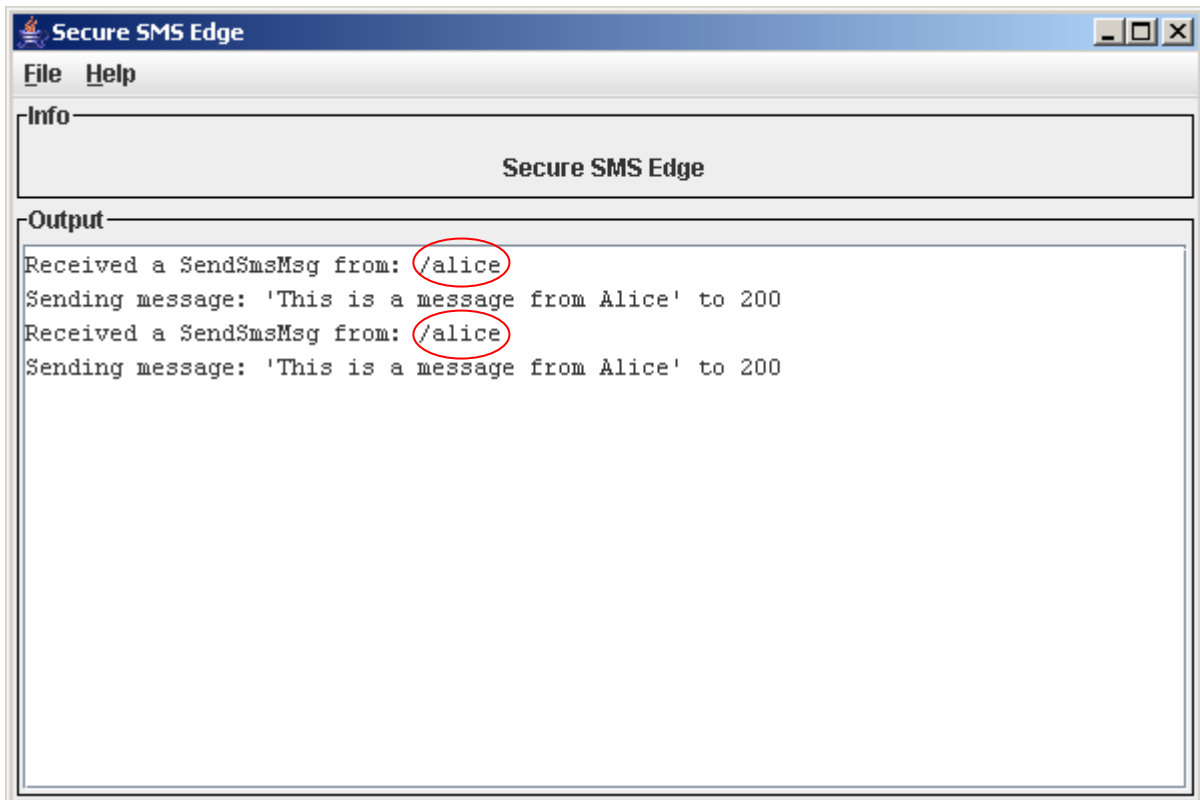 Secure SMS Edge
File Help
Info
Secure SMS Edge
Output
Received a SendSmsMsg from: /alice
Sending message: 'This is a message from Alice' to 200
Received a SendSmsMsg from: /alice
Sending message: 'This is a message from Alice' to 200